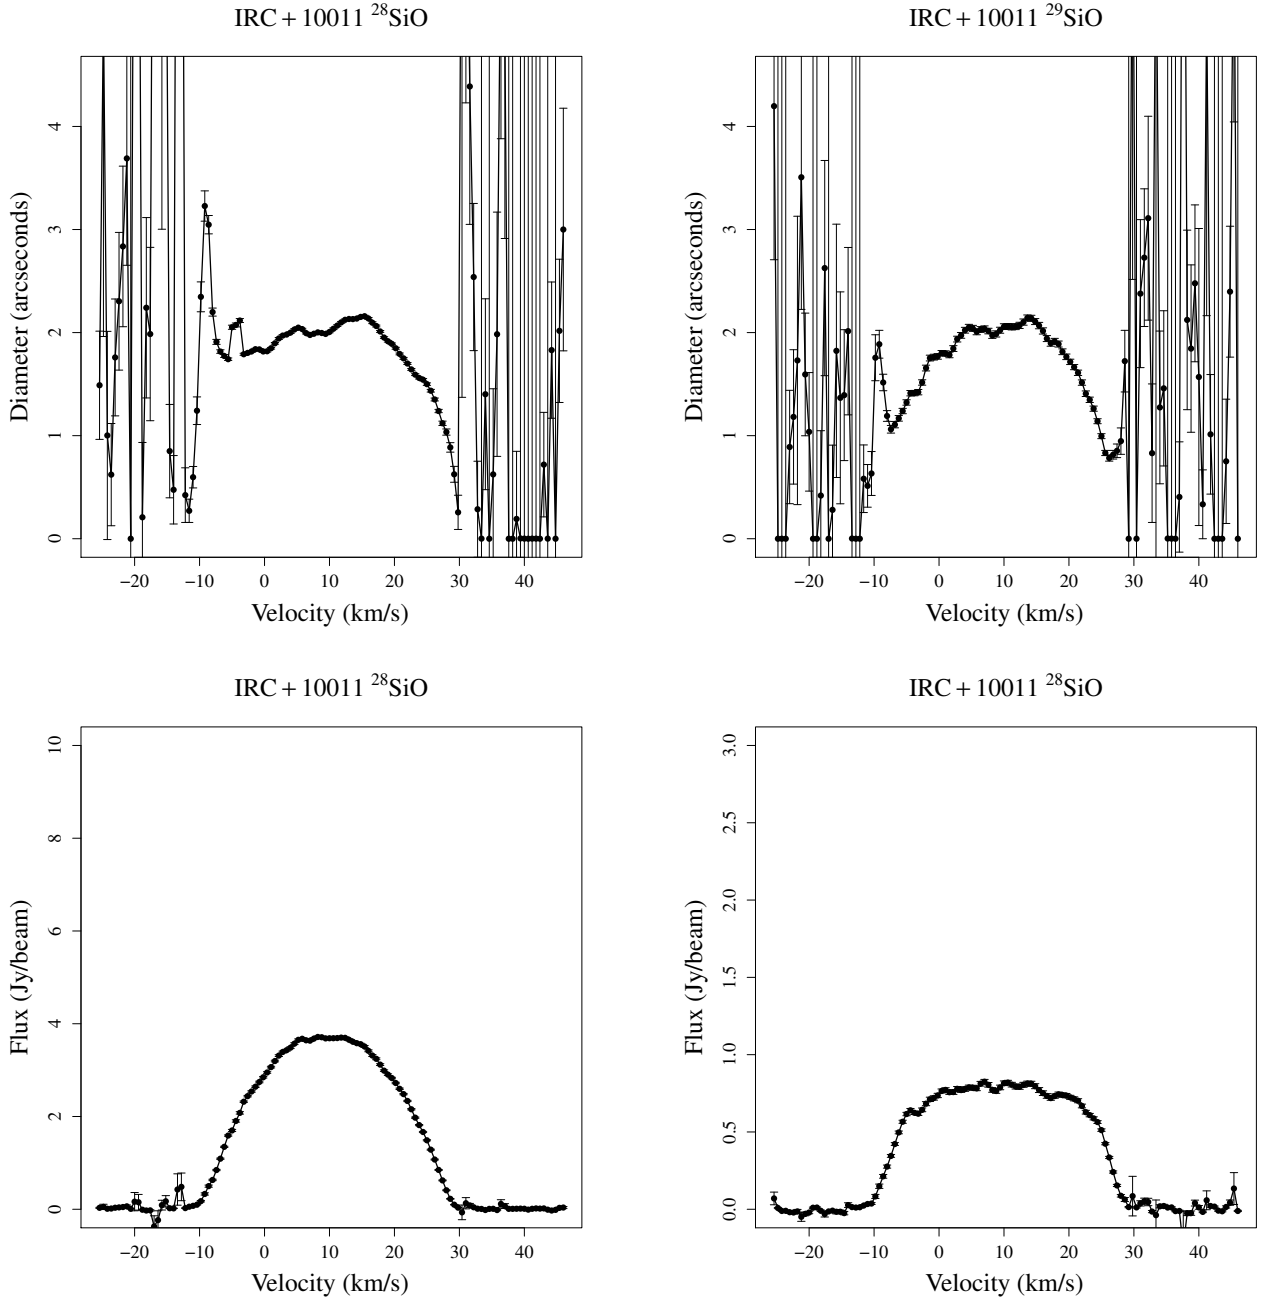 IRC + 10011 ²⁸SiO
Diameter (arcseconds)
4
3
2
1
0
−20 −10 0 10 20 30 40
Velocity (km/s)
IRC + 10011 ²⁹SiO
Diameter (arcseconds)
4
3
2
1
0
−20 −10 0 10 20 30 40
Velocity (km/s)
IRC + 10011 ²⁸SiO
Flux (Jy/beam)
10
8
6
4
2
0
−20 −10 0 10 20 30 40
Velocity (km/s)
IRC + 10011 ²⁸SiO
Flux (Jy/beam)
3.0
2.5
2.0
1.5
1.0
0.5
0.0
−20 −10 0 10 20 30 40
Velocity (km/s)